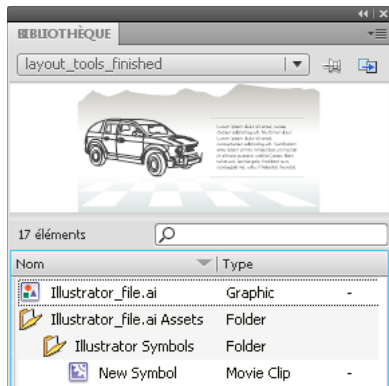 BIBLIOTHÈQUE
layout_tools_finished
17 éléments
Nom Type
Illustrator_file.ai Graphic -
Illustrator_file.ai Assets Folder
Illustrator Symbols Folder
New Symbol Movie Clip -